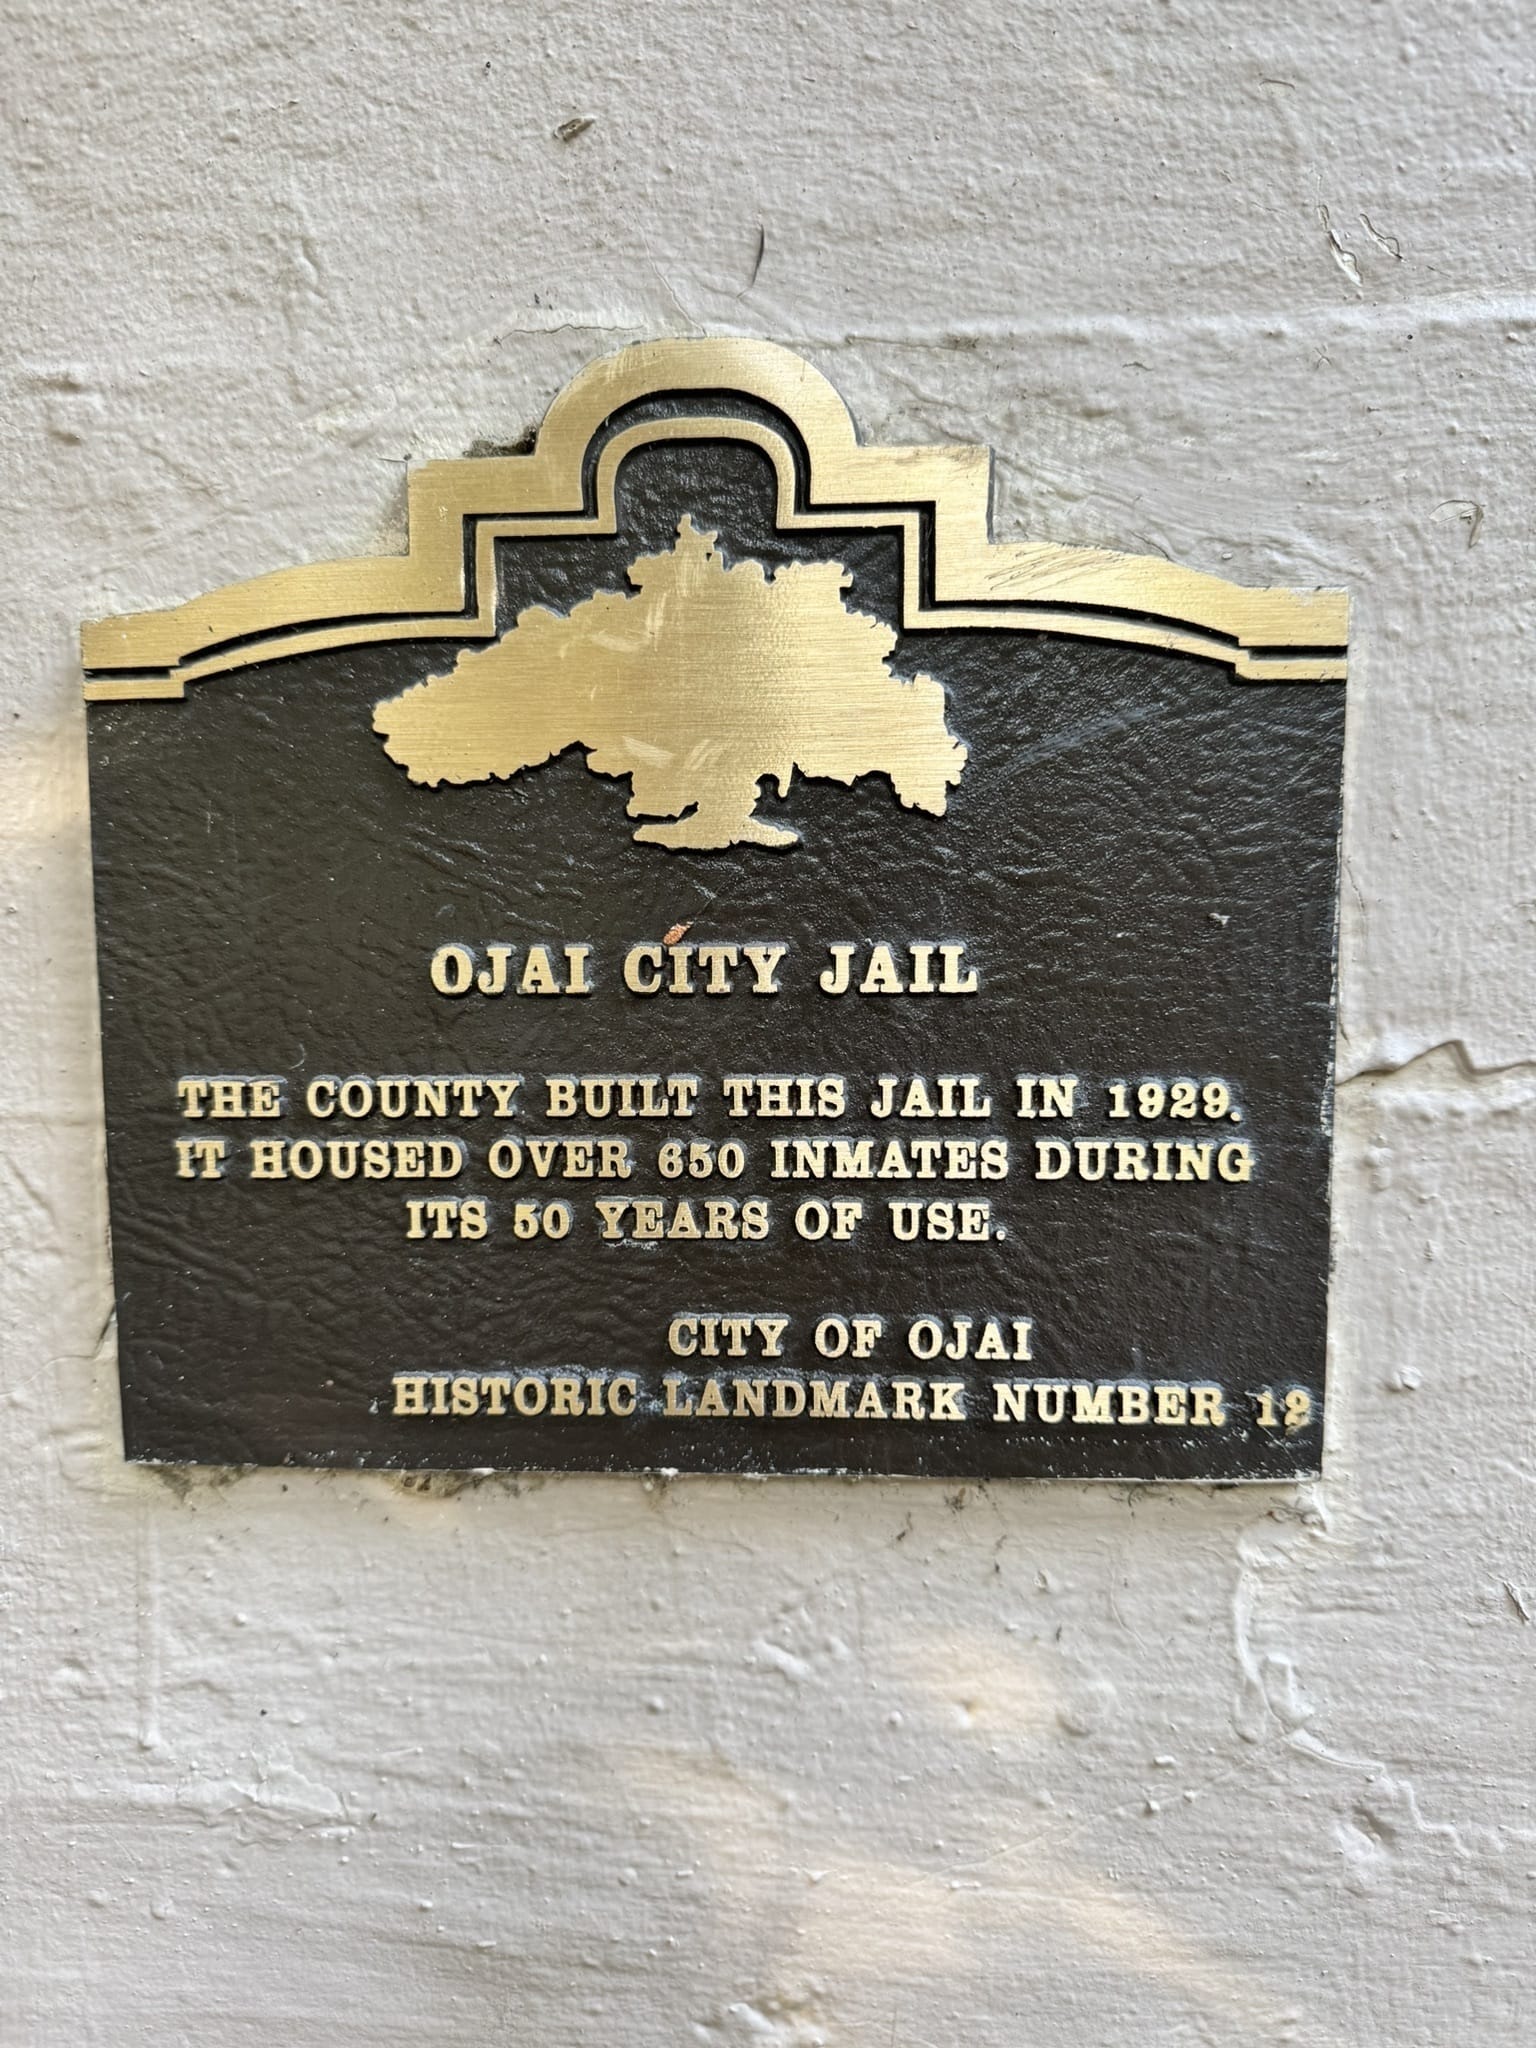 OJAI CITY JAIL
THE COUNTY BUILT THIS JAIL IN 1929.
IT HOUSED OVER 650 INMATES DURING
ITS 50 YEARS OF USE.
CITY OF OJAI
HISTORIC LANDMARK NUMBER 12